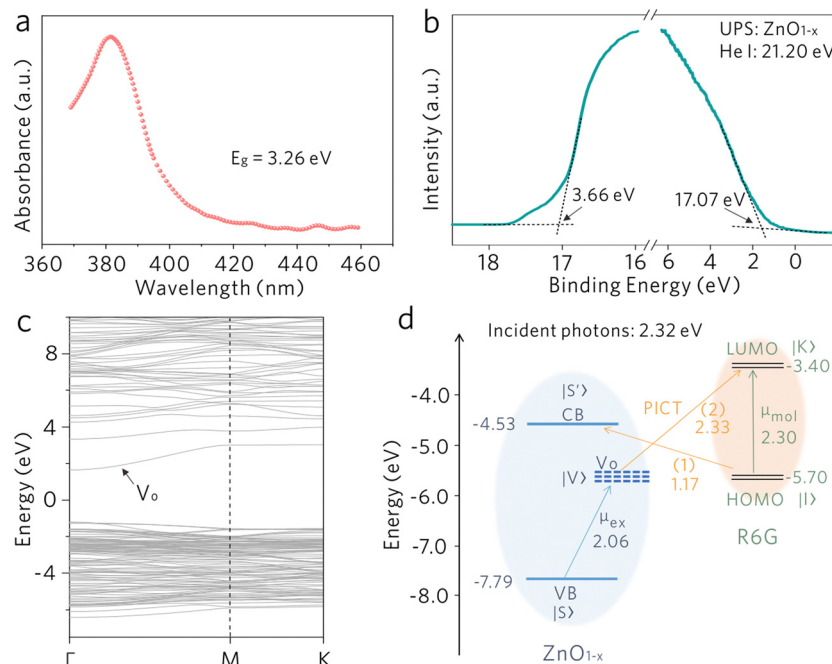 a
Absorbance (a.u.)
Eg = 3.26 eV
360 380 400 420 440 460
Wavelength (nm)
b
UPS: ZnO1-x
He I: 21.20 eV
Intensity (a.u.)
3.66 eV
17.07 eV
18 17 16 6 4 2 0
Binding Energy (eV)
c
Energy (eV)
8
4
0
-4
Vo
Γ M K
d
Incident photons: 2.32 eV
Energy (eV)
-4.0
-5.0
-6.0
-7.0
-8.0
|S'⟩
CB
-4.53
Vo
|V⟩
μex
2.06
-7.79
VB
|S⟩
ZnO1-x
PICT
(2)
2.33
(1)
1.17
LUMO |K⟩
-3.40
μmol
2.30
-5.70
HOMO |I⟩
R6G